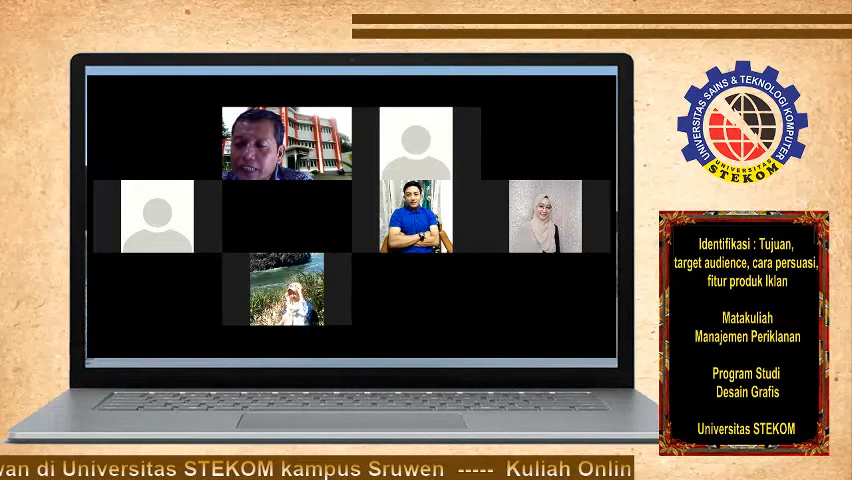 UNIVERSITAS SAINS & TEKNOLOGI KOMPUTER
UNIVERSITAS
STEKOM
Identifikasi : Tujuan,
target audience, cara persuasi,
fitur produk Iklan
Matakuliah
Manajemen Periklanan
Program Studi
Desain Grafis
Universitas STEKOM
wan di Universitas STEKOM kampus Sruwen ----- Kuliah Onlin